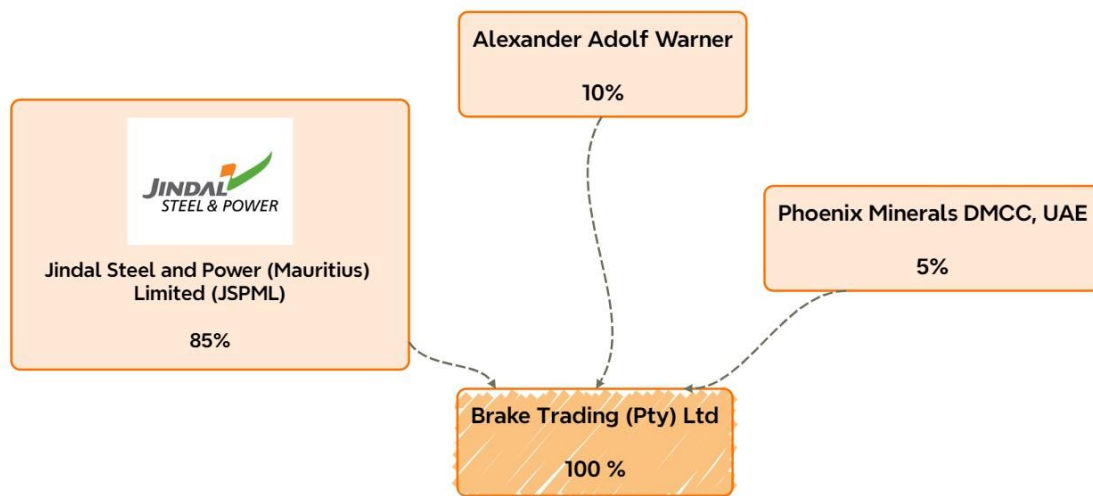 Alexander Adolf Warner
10%
JINDAL
STEEL & POWER
Jindal Steel and Power (Mauritius)
Limited (JSPML)
85%
Phoenix Minerals DMCC, UAE
5%
Brake Trading (Pty) Ltd
100 %